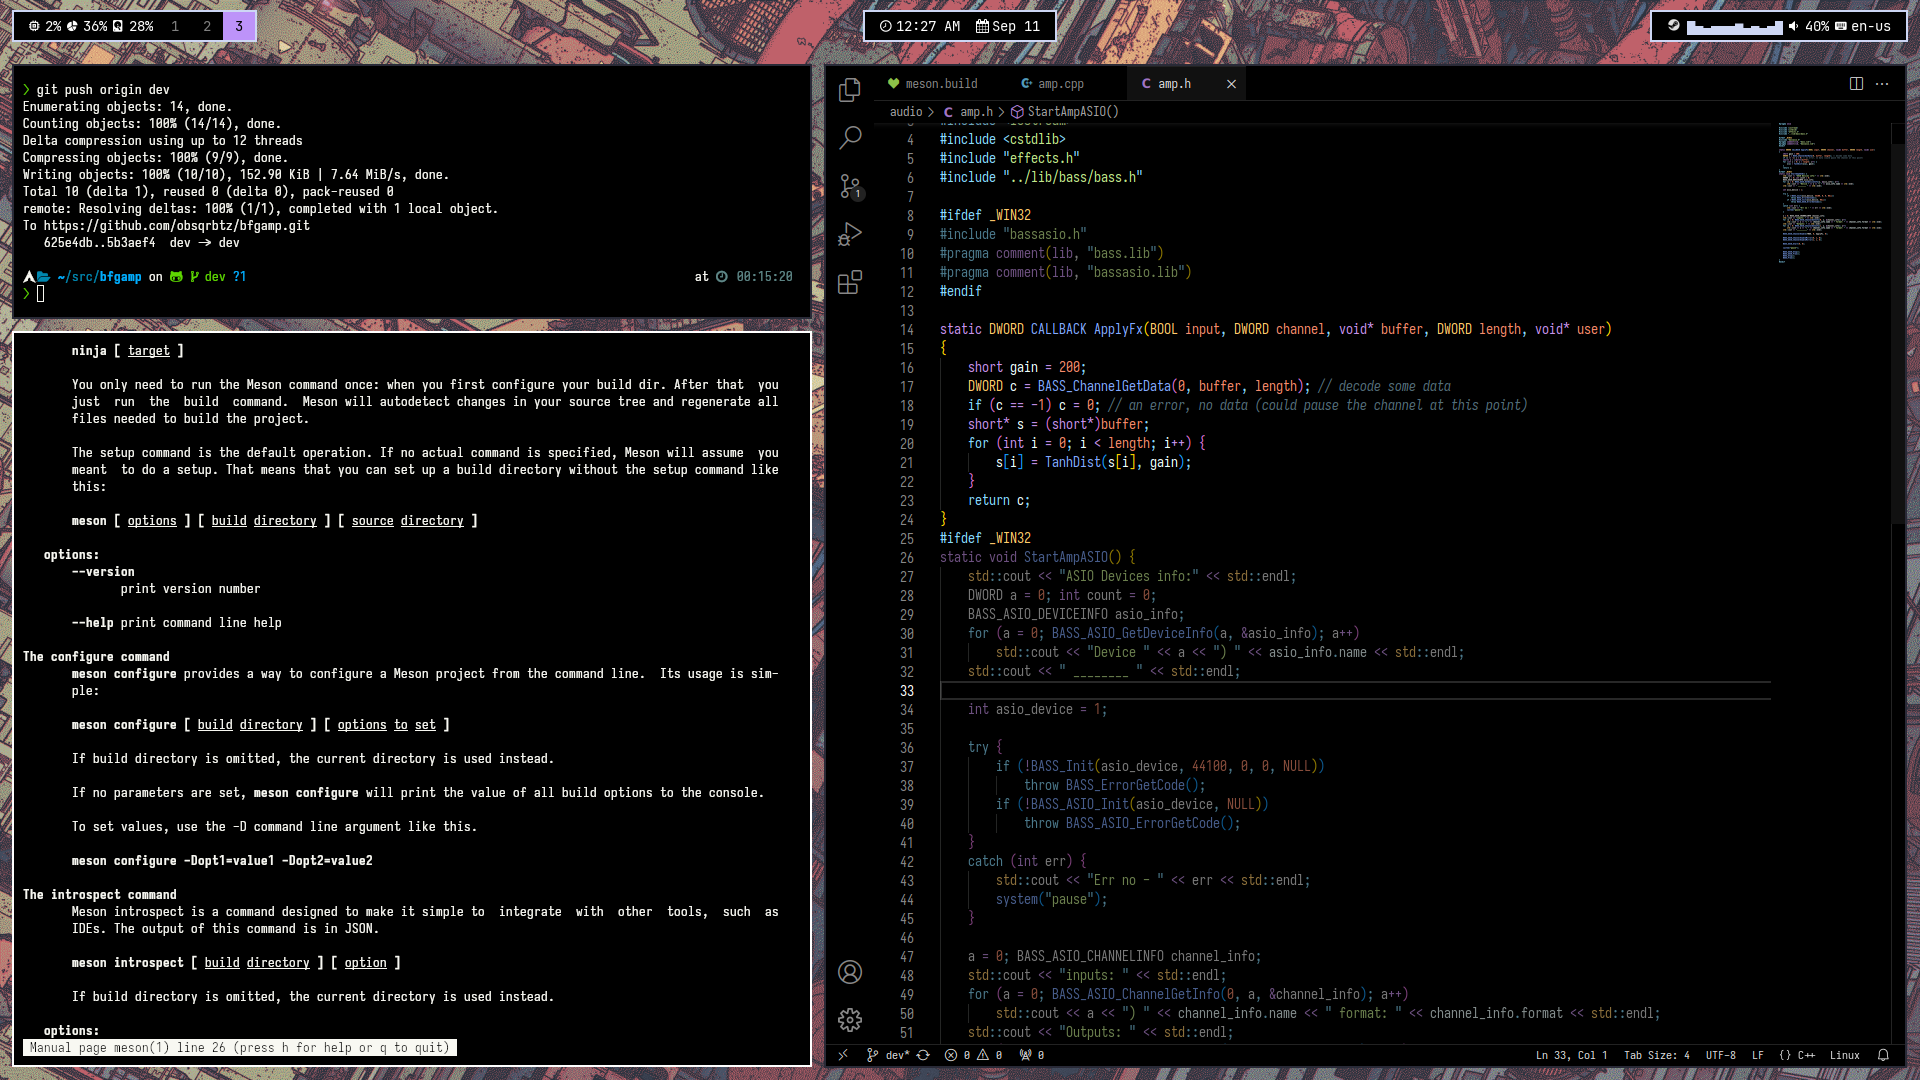 2% 36% 28% 1 2 3
12:27 AM Sep 11
40% en-us
❯ git push origin dev
Enumerating objects: 14, done.
Counting objects: 100% (14/14), done.
Delta compression using up to 12 threads
Compressing objects: 100% (9/9), done.
Writing objects: 100% (10/10), 152.90 KiB | 7.64 MiB/s, done.
Total 10 (delta 1), reused 0 (delta 0), pack-reused 0
remote: Resolving deltas: 100% (1/1), completed with 1 local object.
To https://github.com/obsqrbtz/bfgamp.git
   625e4db..5b3aef4  dev -> dev
~/src/bfgamp on dev ?1 at 00:15:20
❯
ninja [ target ]
You only need to run the Meson command once: when you first configure your build dir. After that  you
just  run  the  build  command.  Meson will autodetect changes in your source tree and regenerate all
files needed to build the project.
The setup command is the default operation. If no actual command is specified, Meson will assume  you
meant  to do a setup. That means that you can set up a build directory without the setup command like
this:
meson [ options ] [ build directory ] [ source directory ]
options:
--version
print version number
--help print command line help
The configure command
meson configure provides a way to configure a Meson project from the command line.  Its usage is sim-
ple:
meson configure [ build directory ] [ options to set ]
If build directory is omitted, the current directory is used instead.
If no parameters are set, meson configure will print the value of all build options to the console.
To set values, use the -D command line argument like this.
meson configure -Dopt1=value1 -Dopt2=value2
The introspect command
Meson introspect is a command designed to make it simple to  integrate  with  other  tools,  such  as
IDEs. The output of this command is in JSON.
meson introspect [ build directory ] [ option ]
If build directory is omitted, the current directory is used instead.
options:
Manual page meson(1) line 26 (press h for help or q to quit)
meson.build amp.cpp amp.h
audio > C amp.h > StartAmpASIO()
1
4 #include <cstdlib>
5 #include "effects.h"
6 #include "../lib/bass/bass.h"
7
8 #ifdef _WIN32
9 #include "bassasio.h"
10 #pragma comment(lib, "bass.lib")
11 #pragma comment(lib, "bassasio.lib")
12 #endif
13
14 static DWORD CALLBACK ApplyFx(BOOL input, DWORD channel, void* buffer, DWORD length, void* user)
15 {
16     short gain = 200;
17     DWORD c = BASS_ChannelGetData(0, buffer, length); // decode some data
18     if (c == -1) c = 0; // an error, no data (could pause the channel at this point)
19     short* s = (short*)buffer;
20     for (int i = 0; i < length; i++) {
21         s[i] = TanhDist(s[i], gain);
22     }
23     return c;
24 }
25 #ifdef _WIN32
26 static void StartAmpASIO() {
27     std::cout << "ASIO Devices info:" << std::endl;
28     DWORD a = 0; int count = 0;
29     BASS_ASIO_DEVICEINFO asio_info;
30     for (a = 0; BASS_ASIO_GetDeviceInfo(a, &asio_info); a++)
31         std::cout << "Device " << a << ") " << asio_info.name << std::endl;
32     std::cout << " ________ " << std::endl;
33
34     int asio_device = 1;
35
36     try {
37         if (!BASS_Init(asio_device, 44100, 0, 0, NULL))
38             throw BASS_ErrorGetCode();
39         if (!BASS_ASIO_Init(asio_device, NULL))
40             throw BASS_ASIO_ErrorGetCode();
41     }
42     catch (int err) {
43         std::cout << "Err no - " << err << std::endl;
44         system("pause");
45     }
46
47     a = 0; BASS_ASIO_CHANNELINFO channel_info;
48     std::cout << "inputs: " << std::endl;
49     for (a = 0; BASS_ASIO_ChannelGetInfo(0, a, &channel_info); a++)
50         std::cout << a << ") " << channel_info.name << " format: " << channel_info.format << std::endl;
51     std::cout << "Outputs: " << std::endl;
dev* 0 0 0 Ln 33, Col 1 Tab Size: 4 UTF-8 LF {} C++ Linux